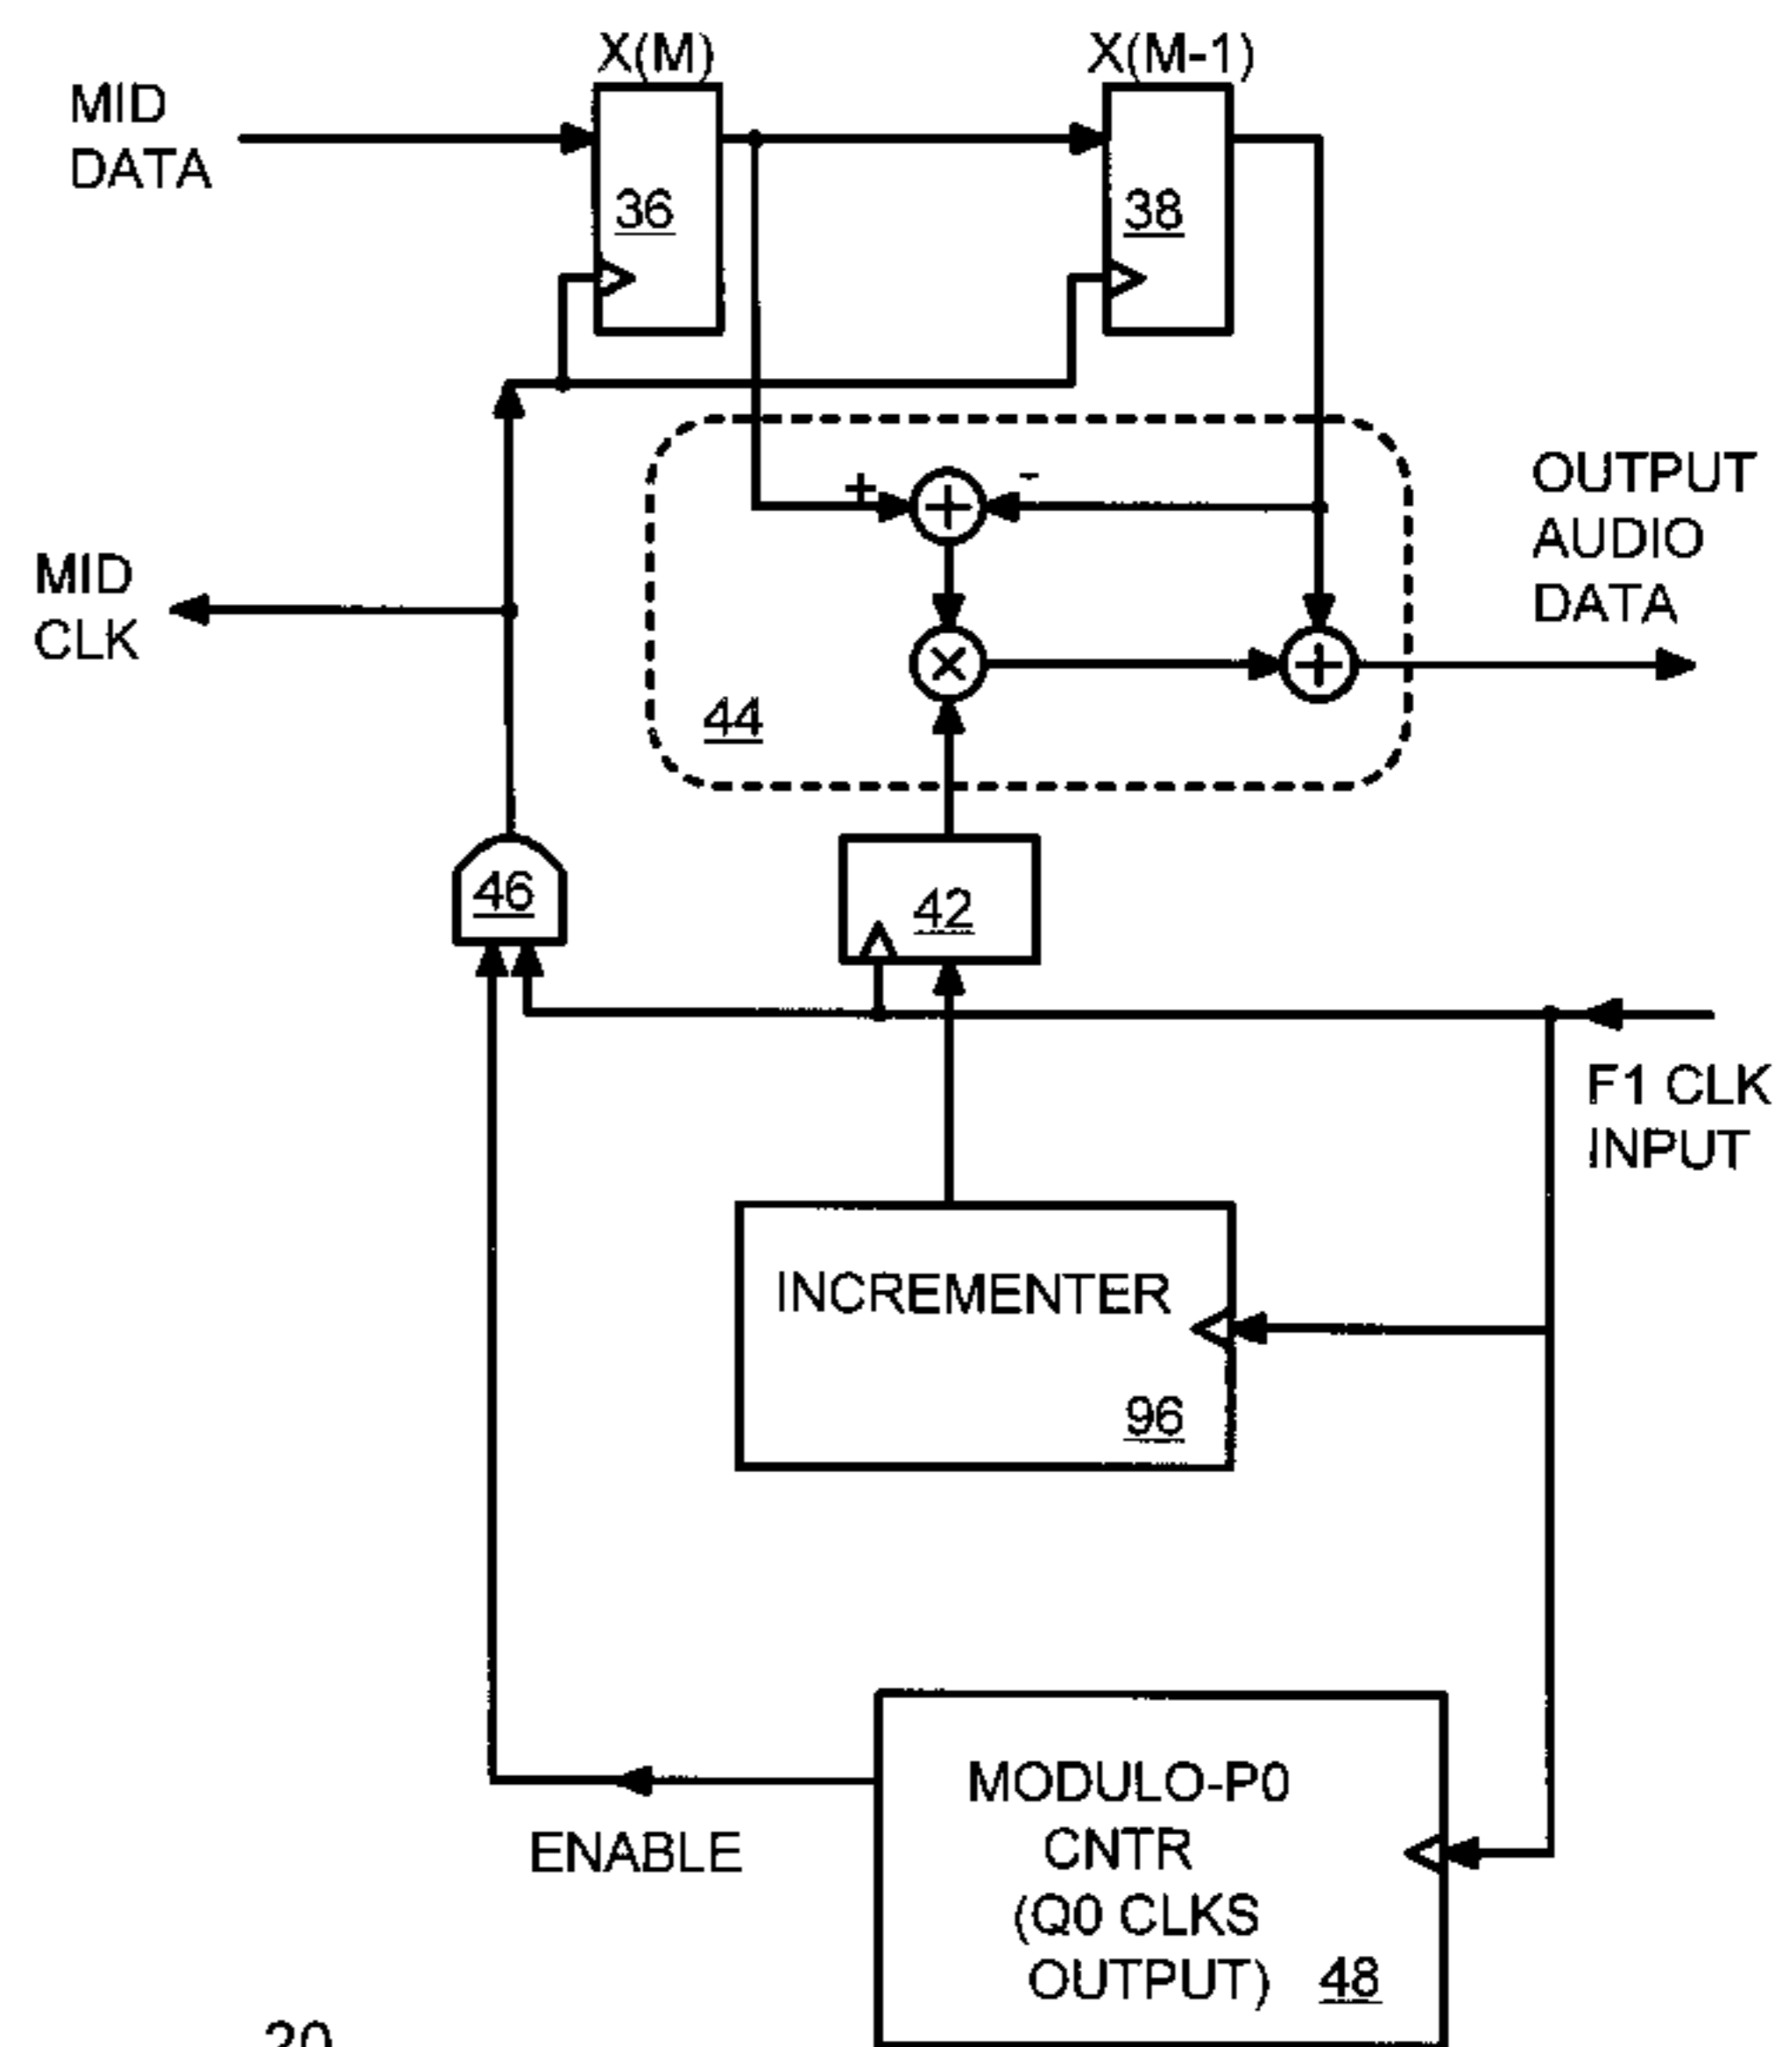 X(M)
X(M-1)
MID
DATA
36
38
+
-
OUTPUT
AUDIO
DATA
MID
CLK
44
46
42
F1 CLK
INPUT
INCREMENTER
96
MODULO-P0
CNTR
(Q0 CLKS
OUTPUT)
48
ENABLE
20